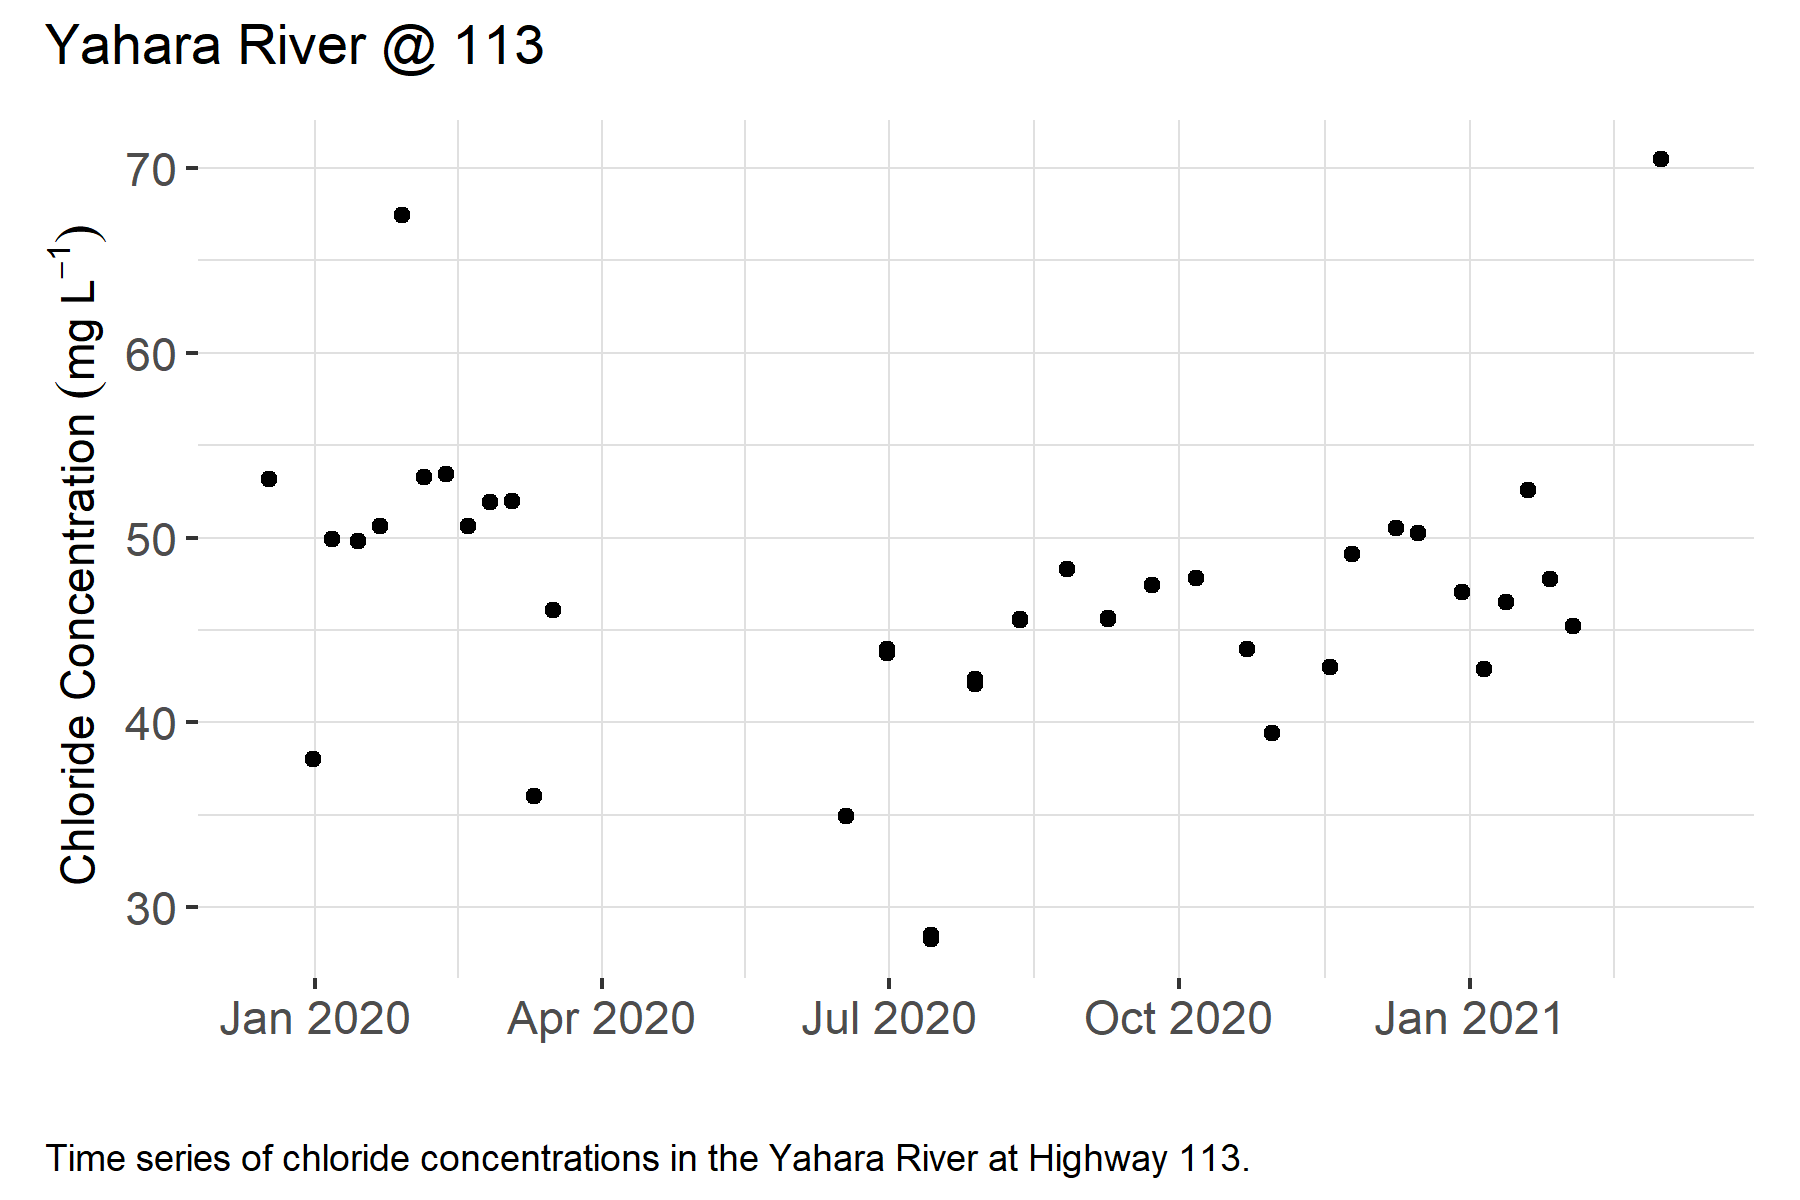 Yahara River @ 113
Chloride Concentration (mg L⁻¹)
70
60
50
40
30
Jan 2020 Apr 2020 Jul 2020 Oct 2020 Jan 2021
Time series of chloride concentrations in the Yahara River at Highway 113.